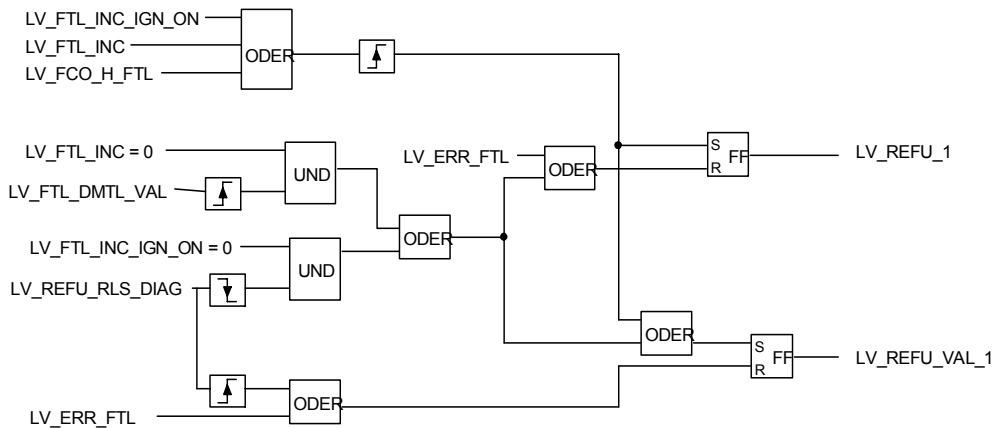 LV_FTL_INC_IGN_ON
LV_FTL_INC
LV_FCO_H_FTL
ODER
LV_FTL_INC = 0
LV_FTL_DMTL_VAL
UND
LV_ERR_FTL
ODER
S
R
FF
LV_REFU_1
ODER
LV_FTL_INC_IGN_ON = 0
LV_REFU_RLS_DIAG
UND
ODER
S
R
FF
LV_REFU_VAL_1
ODER
LV_ERR_FTL